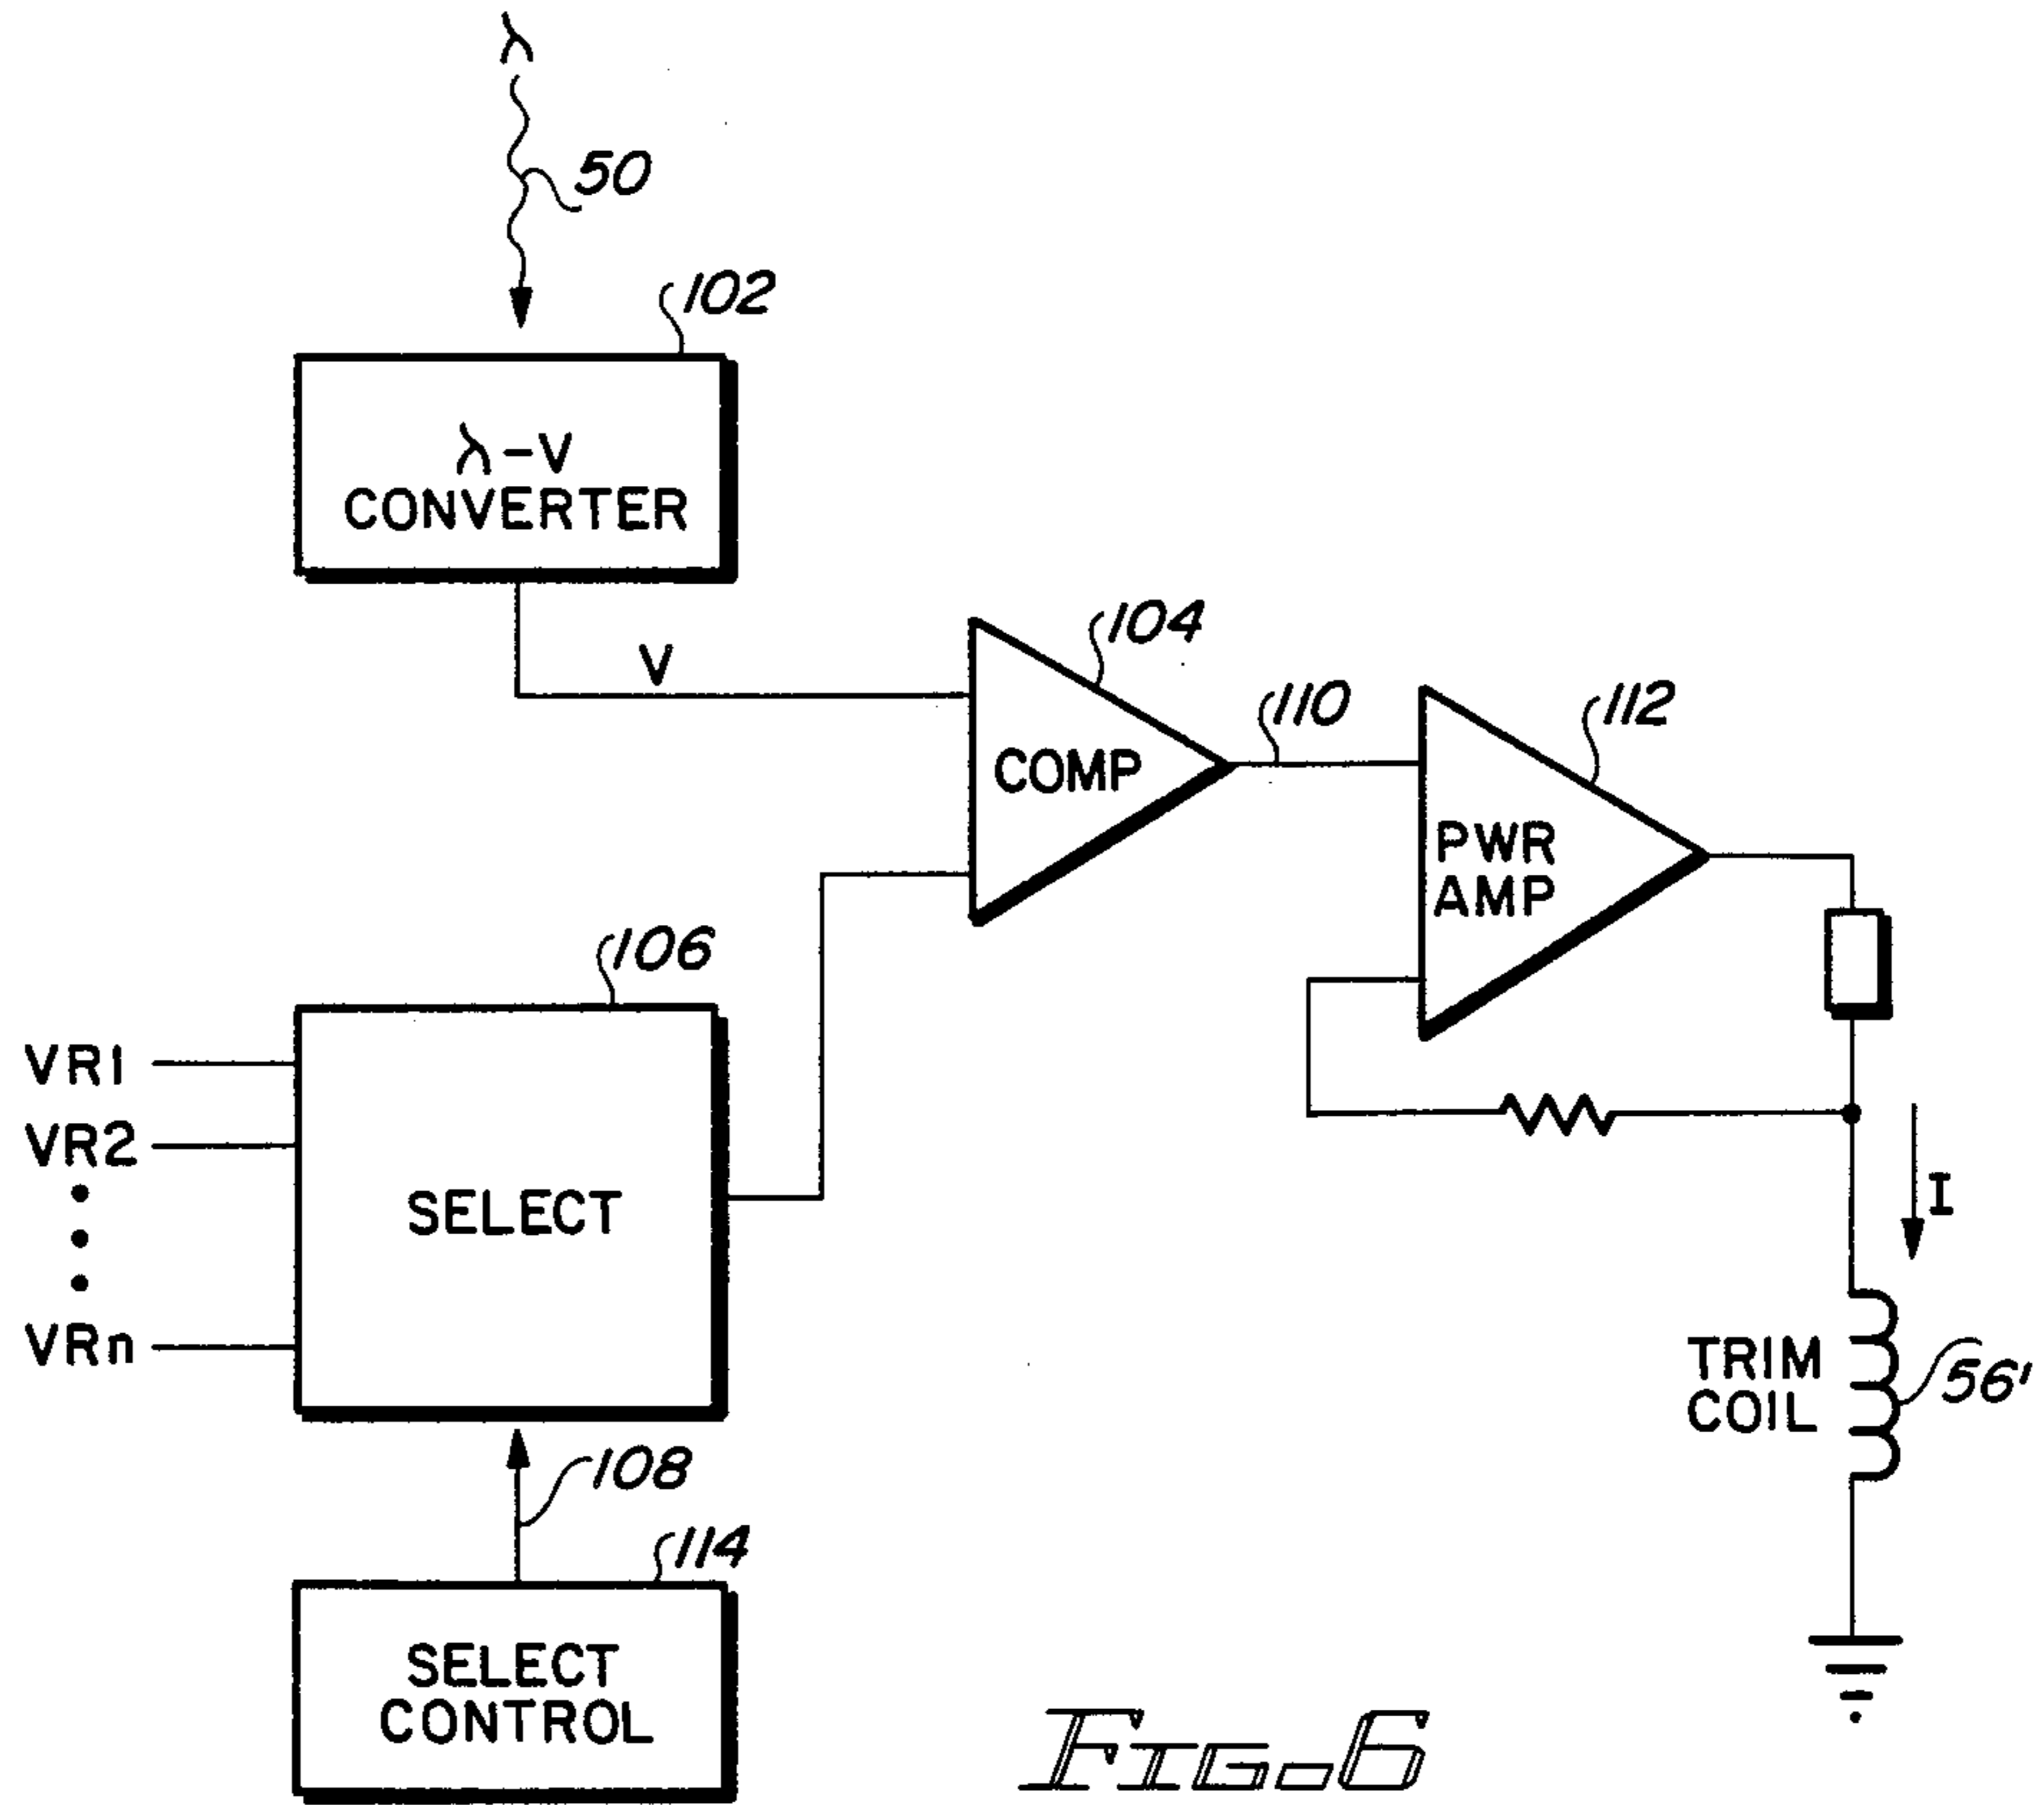 λ
50
102
λ-V
CONVERTER
V
104
COMP
110
112
PWR
AMP
106
VR1
VR2
VRn
SELECT
I
TRIM
COIL
56'
108
114
SELECT
CONTROL
FIG. 6